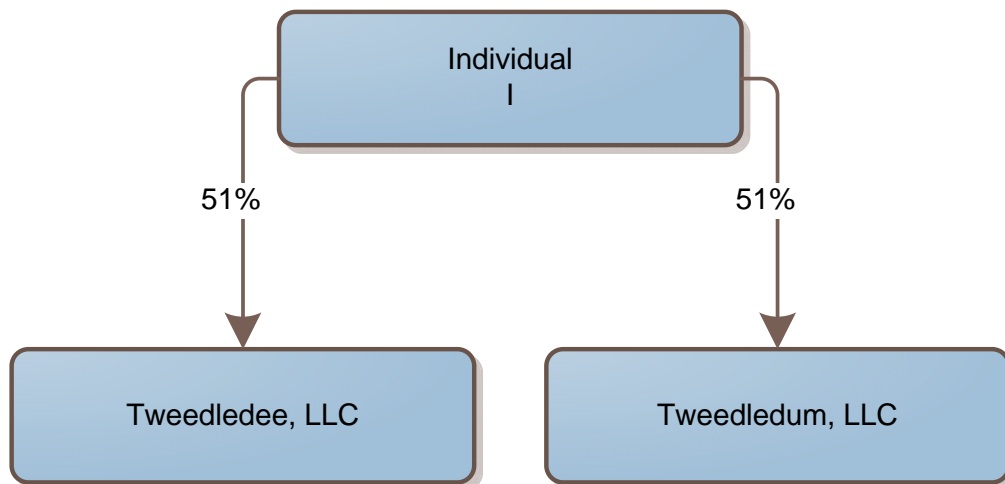 Individual
I
51%
51%
Tweedledee, LLC
Tweedledum, LLC